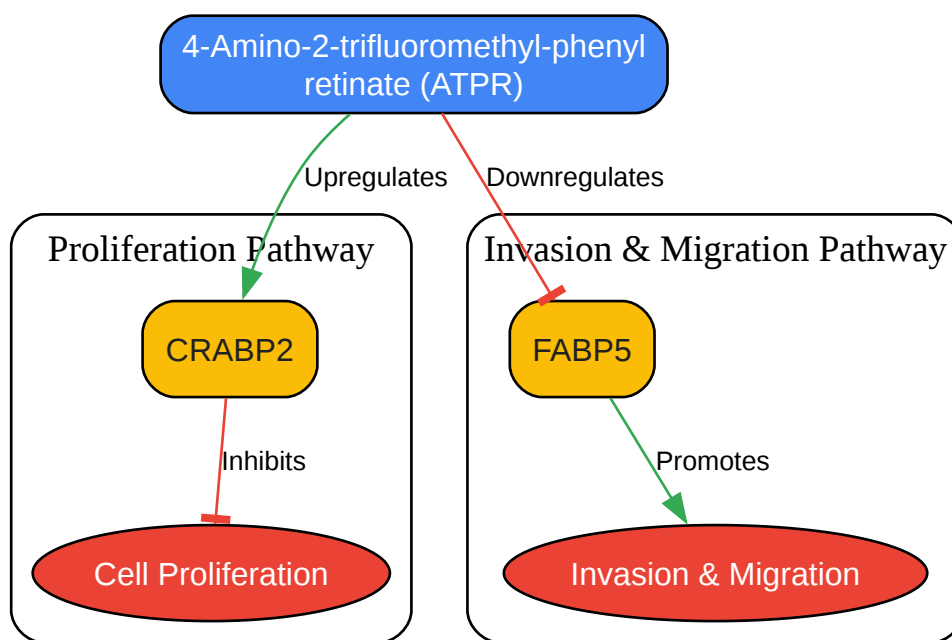 4-Amino-2-trifluoromethyl-phenyl
retinate (ATPR)
Upregulates
Downregulates
Proliferation Pathway
Invasion & Migration Pathway
CRABP2
FABP5
Inhibits
Promotes
Cell Proliferation
Invasion & Migration